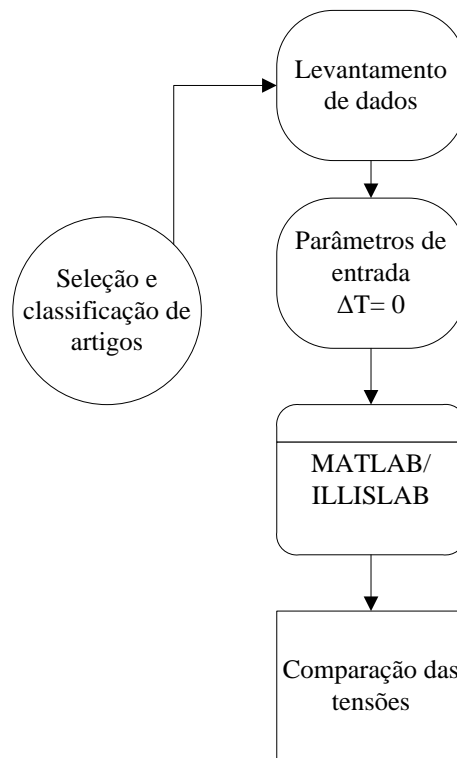 Levantamento
de dados
Parâmetros de
entrada
ΔT= 0
Seleção e
classificação de
artigos
MATLAB/
ILLISLAB
Comparação das
tensões